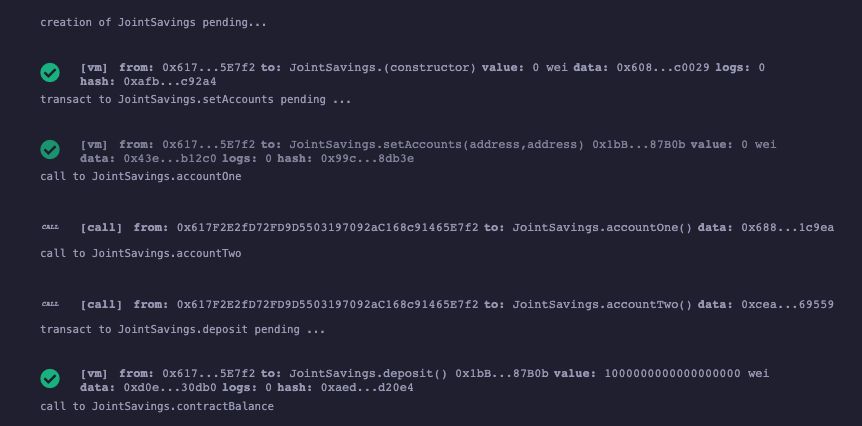 creation of JointSavings pending...
[vm] from: 0x617...5E7f2 to: JointSavings.(constructor) value: 0 wei data: 0x608...c0029 logs: 0
hash: 0xafb...c92a4
transact to JointSavings.setAccounts pending ...
[vm] from: 0x617...5E7f2 to: JointSavings.setAccounts(address,address) 0x1bB...87B0b value: 0 wei
data: 0x43e...b12c0 logs: 0 hash: 0x99c...8db3e
call to JointSavings.accountOne
CALL [call] from: 0x617F2E2fD72FD9D5503197092aC168c91465E7f2 to: JointSavings.accountOne() data: 0x688...1c9ea
call to JointSavings.accountTwo
CALL [call] from: 0x617F2E2fD72FD9D5503197092aC168c91465E7f2 to: JointSavings.accountTwo() data: 0xcea...69559
transact to JointSavings.deposit pending ...
[vm] from: 0x617...5E7f2 to: JointSavings.deposit() 0x1bB...87B0b value: 1000000000000000000 wei
data: 0xd0e...30db0 logs: 0 hash: 0xaed...d20e4
call to JointSavings.contractBalance